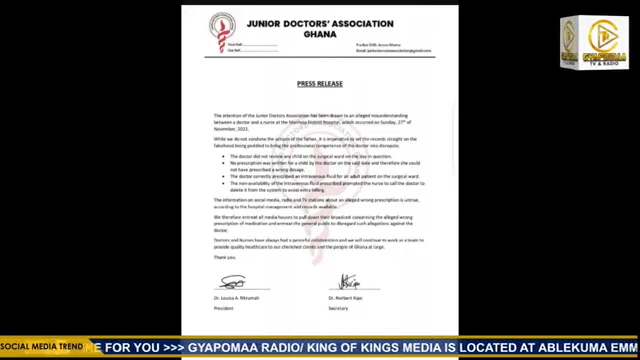 JUNIOR DOCTORS' ASSOCIATION
GHANA
GYAPOMAA
TV & RADIO
PRESS RELEASE
The attention of the Junior Doctors Association has been drawn to an alleged misunderstanding
between a doctor and a nurse at the Manhyia District Hospital, which occurred on Sunday, 27th of
November, 2022.
While we do not condone the actions of the father, it is imperative to set the records straight on the
falsehood being peddled to bring the professional competence of the doctor into disrepute.
• The doctor did not review any child on the surgical ward on the day in question.
• No prescription was written for a child by the doctor on the said date and therefore she could
not have prescribed a wrong dosage.
• The doctor correctly prescribed an intravenous fluid for an adult patient on the surgical ward.
• The non-availability of the intravenous fluid prescribed prompted the nurse to call the doctor to
delete it from the system to avoid extra billing.
The information on social media, radio and TV stations about an alleged wrong prescription is untrue,
according to the hospital management and records available.
We therefore entreat all media houses to pull down their broadcast concerning the alleged wrong
prescription of medication and entreat the general public to disregard such allegations against the
doctor.
Doctors and Nurses have always had a peaceful collaboration and we will continue to work as a team to
provide quality healthcare to our cherished clients and the people of Ghana at large.
Thank you.
Dr. Louisa A. Nkrumah
Dr. Norbert Kipo
President
Secretary
SOCIAL MEDIA TREND
ME FOR YOU >>> GYAPOMAA RADIO/ KING OF KINGS MEDIA IS LOCATED AT ABLEKUMA EMM